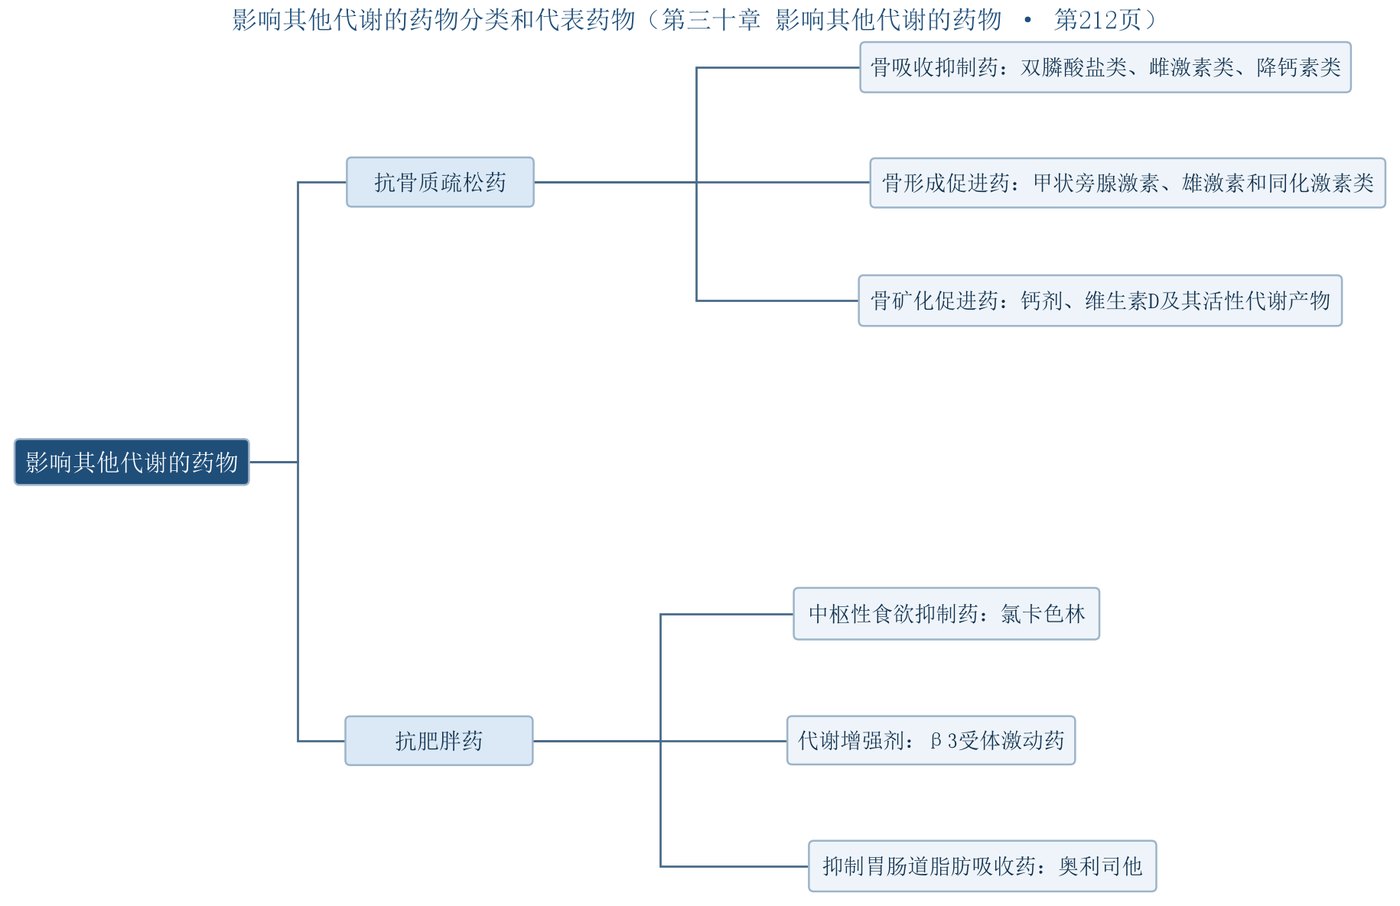 影响其他代谢的药物分类和代表药物（第三十章 影响其他代谢的药物 • 第212页）
骨吸收抑制药：双膦酸盐类、雌激素类、降钙素类
抗骨质疏松药
骨形成促进药：甲状旁腺激素、雄激素和同化激素类
骨矿化促进药：钙剂、维生素D及其活性代谢产物
影响其他代谢的药物
中枢性食欲抑制药：氯卡色林
抗肥胖药
代谢增强剂：β3受体激动药
抑制胃肠道脂肪吸收药：奥利司他